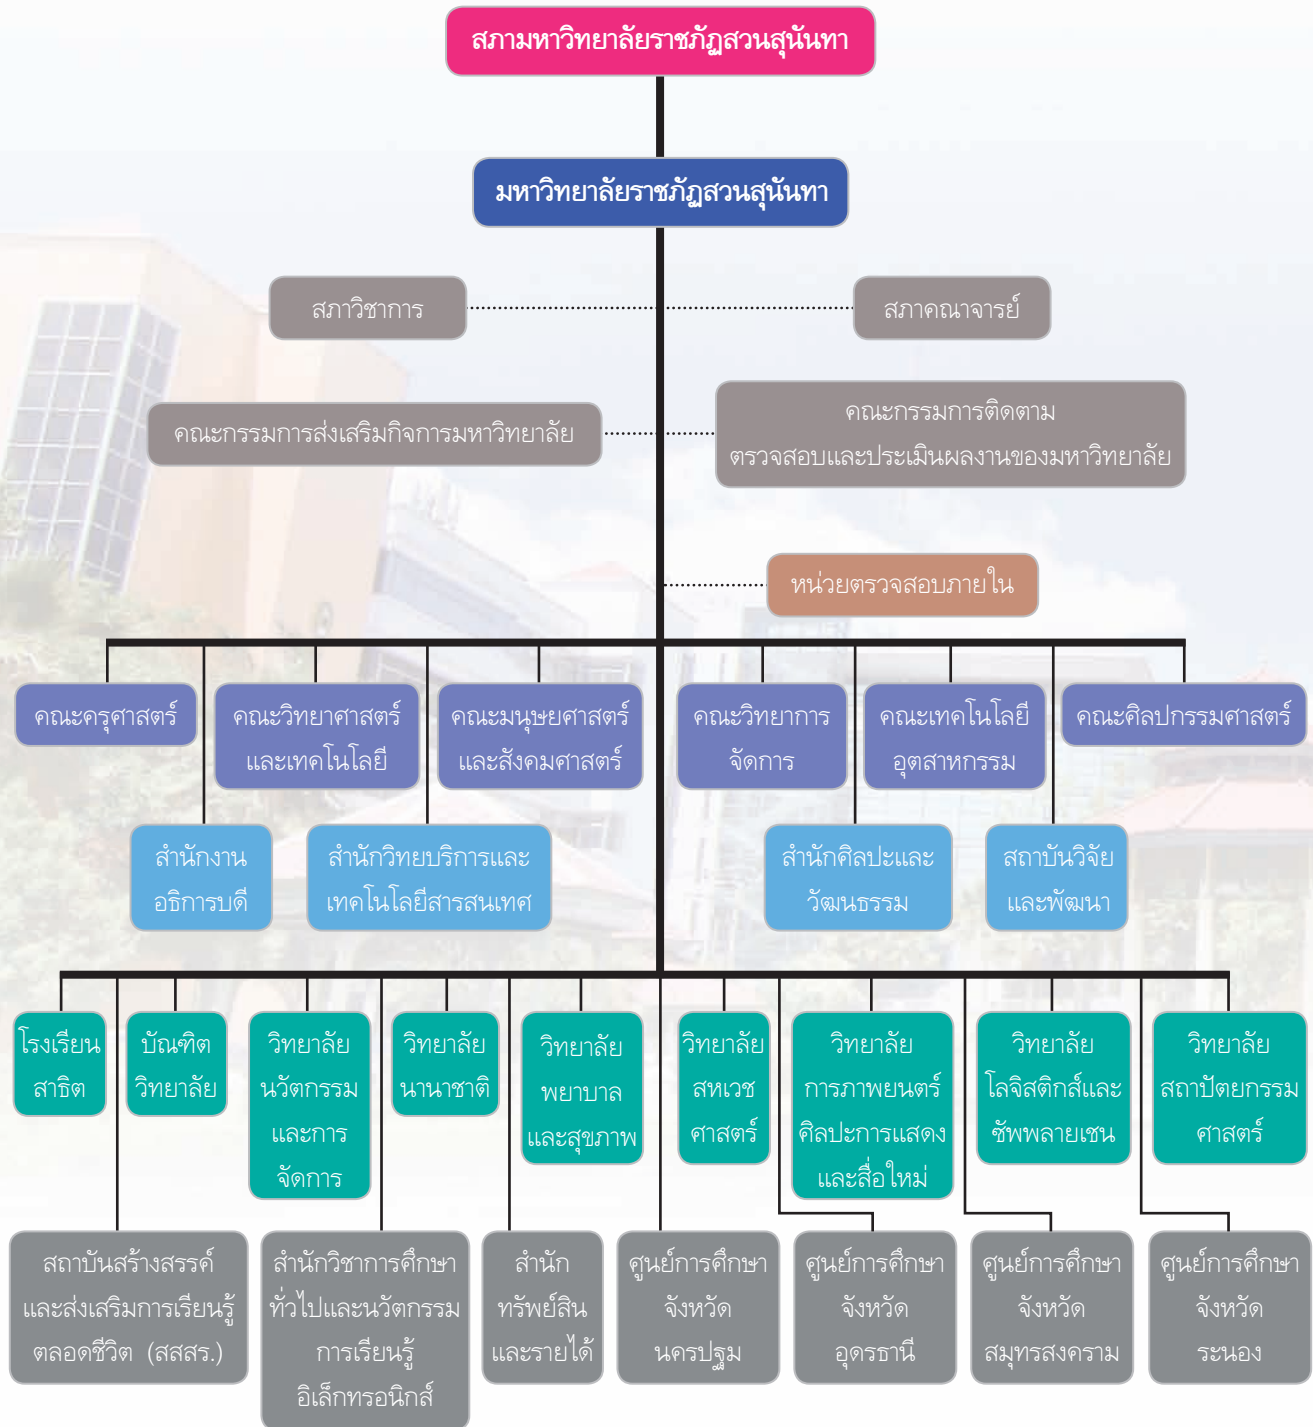 สภามหาวิทยาลัยราชภัฏสวนสุนันทา
มหาวิทยาลัยราชภัฏสวนสุนันทา
สภาวิชาการ
สภาคณาจารย์
คณะกรรมการส่งเสริมกิจการมหาวิทยาลัย
คณะกรรมการติดตาม
ตรวจสอบและประเมินผลงานของมหาวิทยาลัย
หน่วยตรวจสอบภายใน
คณะครุศาสตร์
คณะวิทยาศาสตร์
และเทคโนโลยี
คณะมนุษยศาสตร์
และสังคมศาสตร์
คณะวิทยาการ
จัดการ
คณะเทคโนโลยี
อุตสาหกรรม
คณะศิลปกรรมศาสตร์
สำนักงาน
อธิการบดี
สำนักวิทยบริการและ
เทคโนโลยีสารสนเทศ
สำนักศิลปะและ
วัฒนธรรม
สถาบันวิจัย
และพัฒนา
โรงเรียน
สาธิต
บัณฑิต
วิทยาลัย
วิทยาลัย
นวัตกรรม
และการ
จัดการ
วิทยาลัย
นานาชาติ
วิทยาลัย
พยาบาล
และสุขภาพ
วิทยาลัย
สหเวช
ศาสตร์
วิทยาลัย
การภาพยนตร์
ศิลปะการแสดง
และสื่อใหม่
วิทยาลัย
โลจิสติกส์และ
ซัพพลายเชน
วิทยาลัย
สถาปัตยกรรม
ศาสตร์
สถาบันสร้างสรรค์
และส่งเสริมการเรียนรู้
ตลอดชีวิต (สสสร.)
สำนักวิชาการศึกษา
ทั่วไปและนวัตกรรม
การเรียนรู้
อิเล็กทรอนิกส์
สำนัก
ทรัพย์สิน
และรายได้
ศูนย์การศึกษา
จังหวัด
นครปฐม
ศูนย์การศึกษา
จังหวัด
อุดรธานี
ศูนย์การศึกษา
จังหวัด
สมุทรสงคราม
ศูนย์การศึกษา
จังหวัด
ระนอง